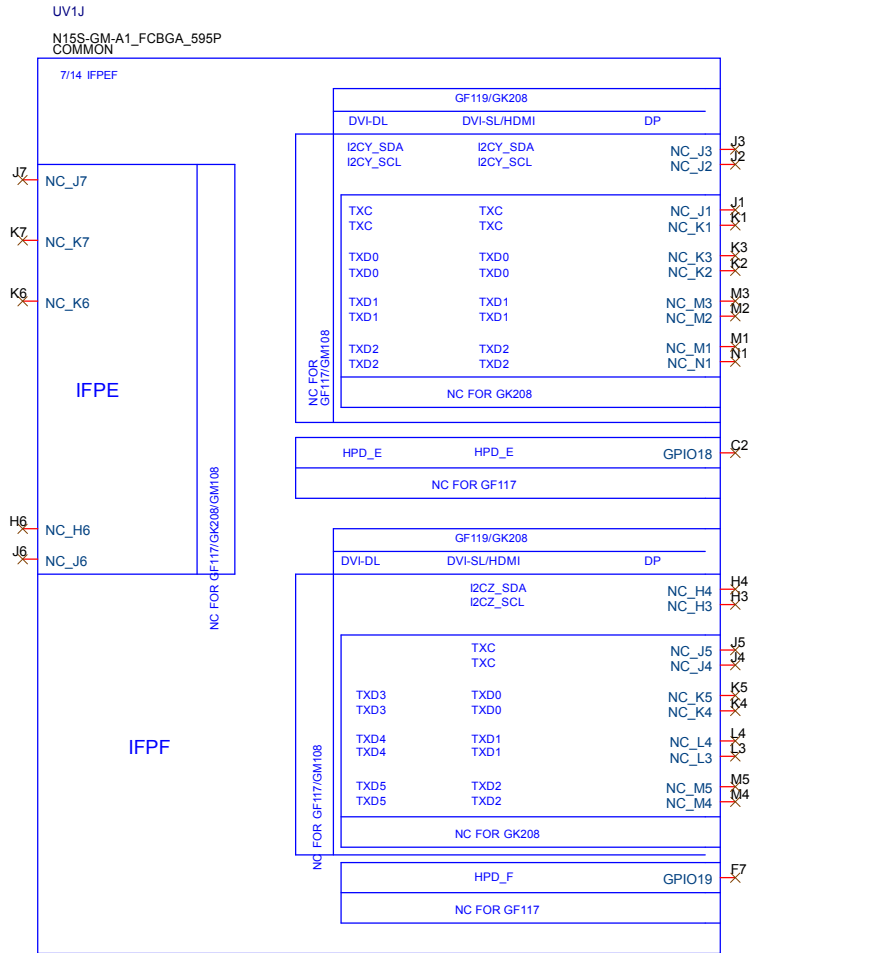 UV1J
N15S-GM-A1_FCBGA_595P
COMMON
7/14 IFPEF
GF119/GK208
DVI-DL DVI-SL/HDMI DP
I2CY_SDA I2CY_SDA NC_J3 J3
I2CY_SCL I2CY_SCL NC_J2 J2
J7 NC_J7
TXC TXC NC_J1 J1
TXC TXC NC_K1 K1
K7 NC_K7
TXD0 TXD0 NC_K3 K3
TXD0 TXD0 NC_K2 K2
K6 NC_K6
TXD1 TXD1 NC_M3 M3
TXD1 TXD1 NC_M2 M2
TXD2 TXD2 NC_M1 M1
TXD2 TXD2 NC_N1 N1
NC FOR
GF117/GM108
IFPE
NC FOR GK208
HPD_E HPD_E GPIO18 C2
NC FOR GF117
NC FOR GF117/GK208/GM108
H6 NC_H6
J6 NC_J6
GF119/GK208
DVI-DL DVI-SL/HDMI DP
I2CZ_SDA NC_H4 H4
I2CZ_SCL NC_H3 H3
TXC NC_J5 J5
TXC NC_J4 J4
TXD3 TXD0 NC_K5 K5
TXD3 TXD0 NC_K4 K4
TXD4 TXD1 NC_L4 L4
TXD4 TXD1 NC_L3 L3
IFPF
TXD5 TXD2 NC_M5 M5
TXD5 TXD2 NC_M4 M4
NC FOR GF117/GM108
NC FOR GK208
HPD_F GPIO19 F7
NC FOR GF117